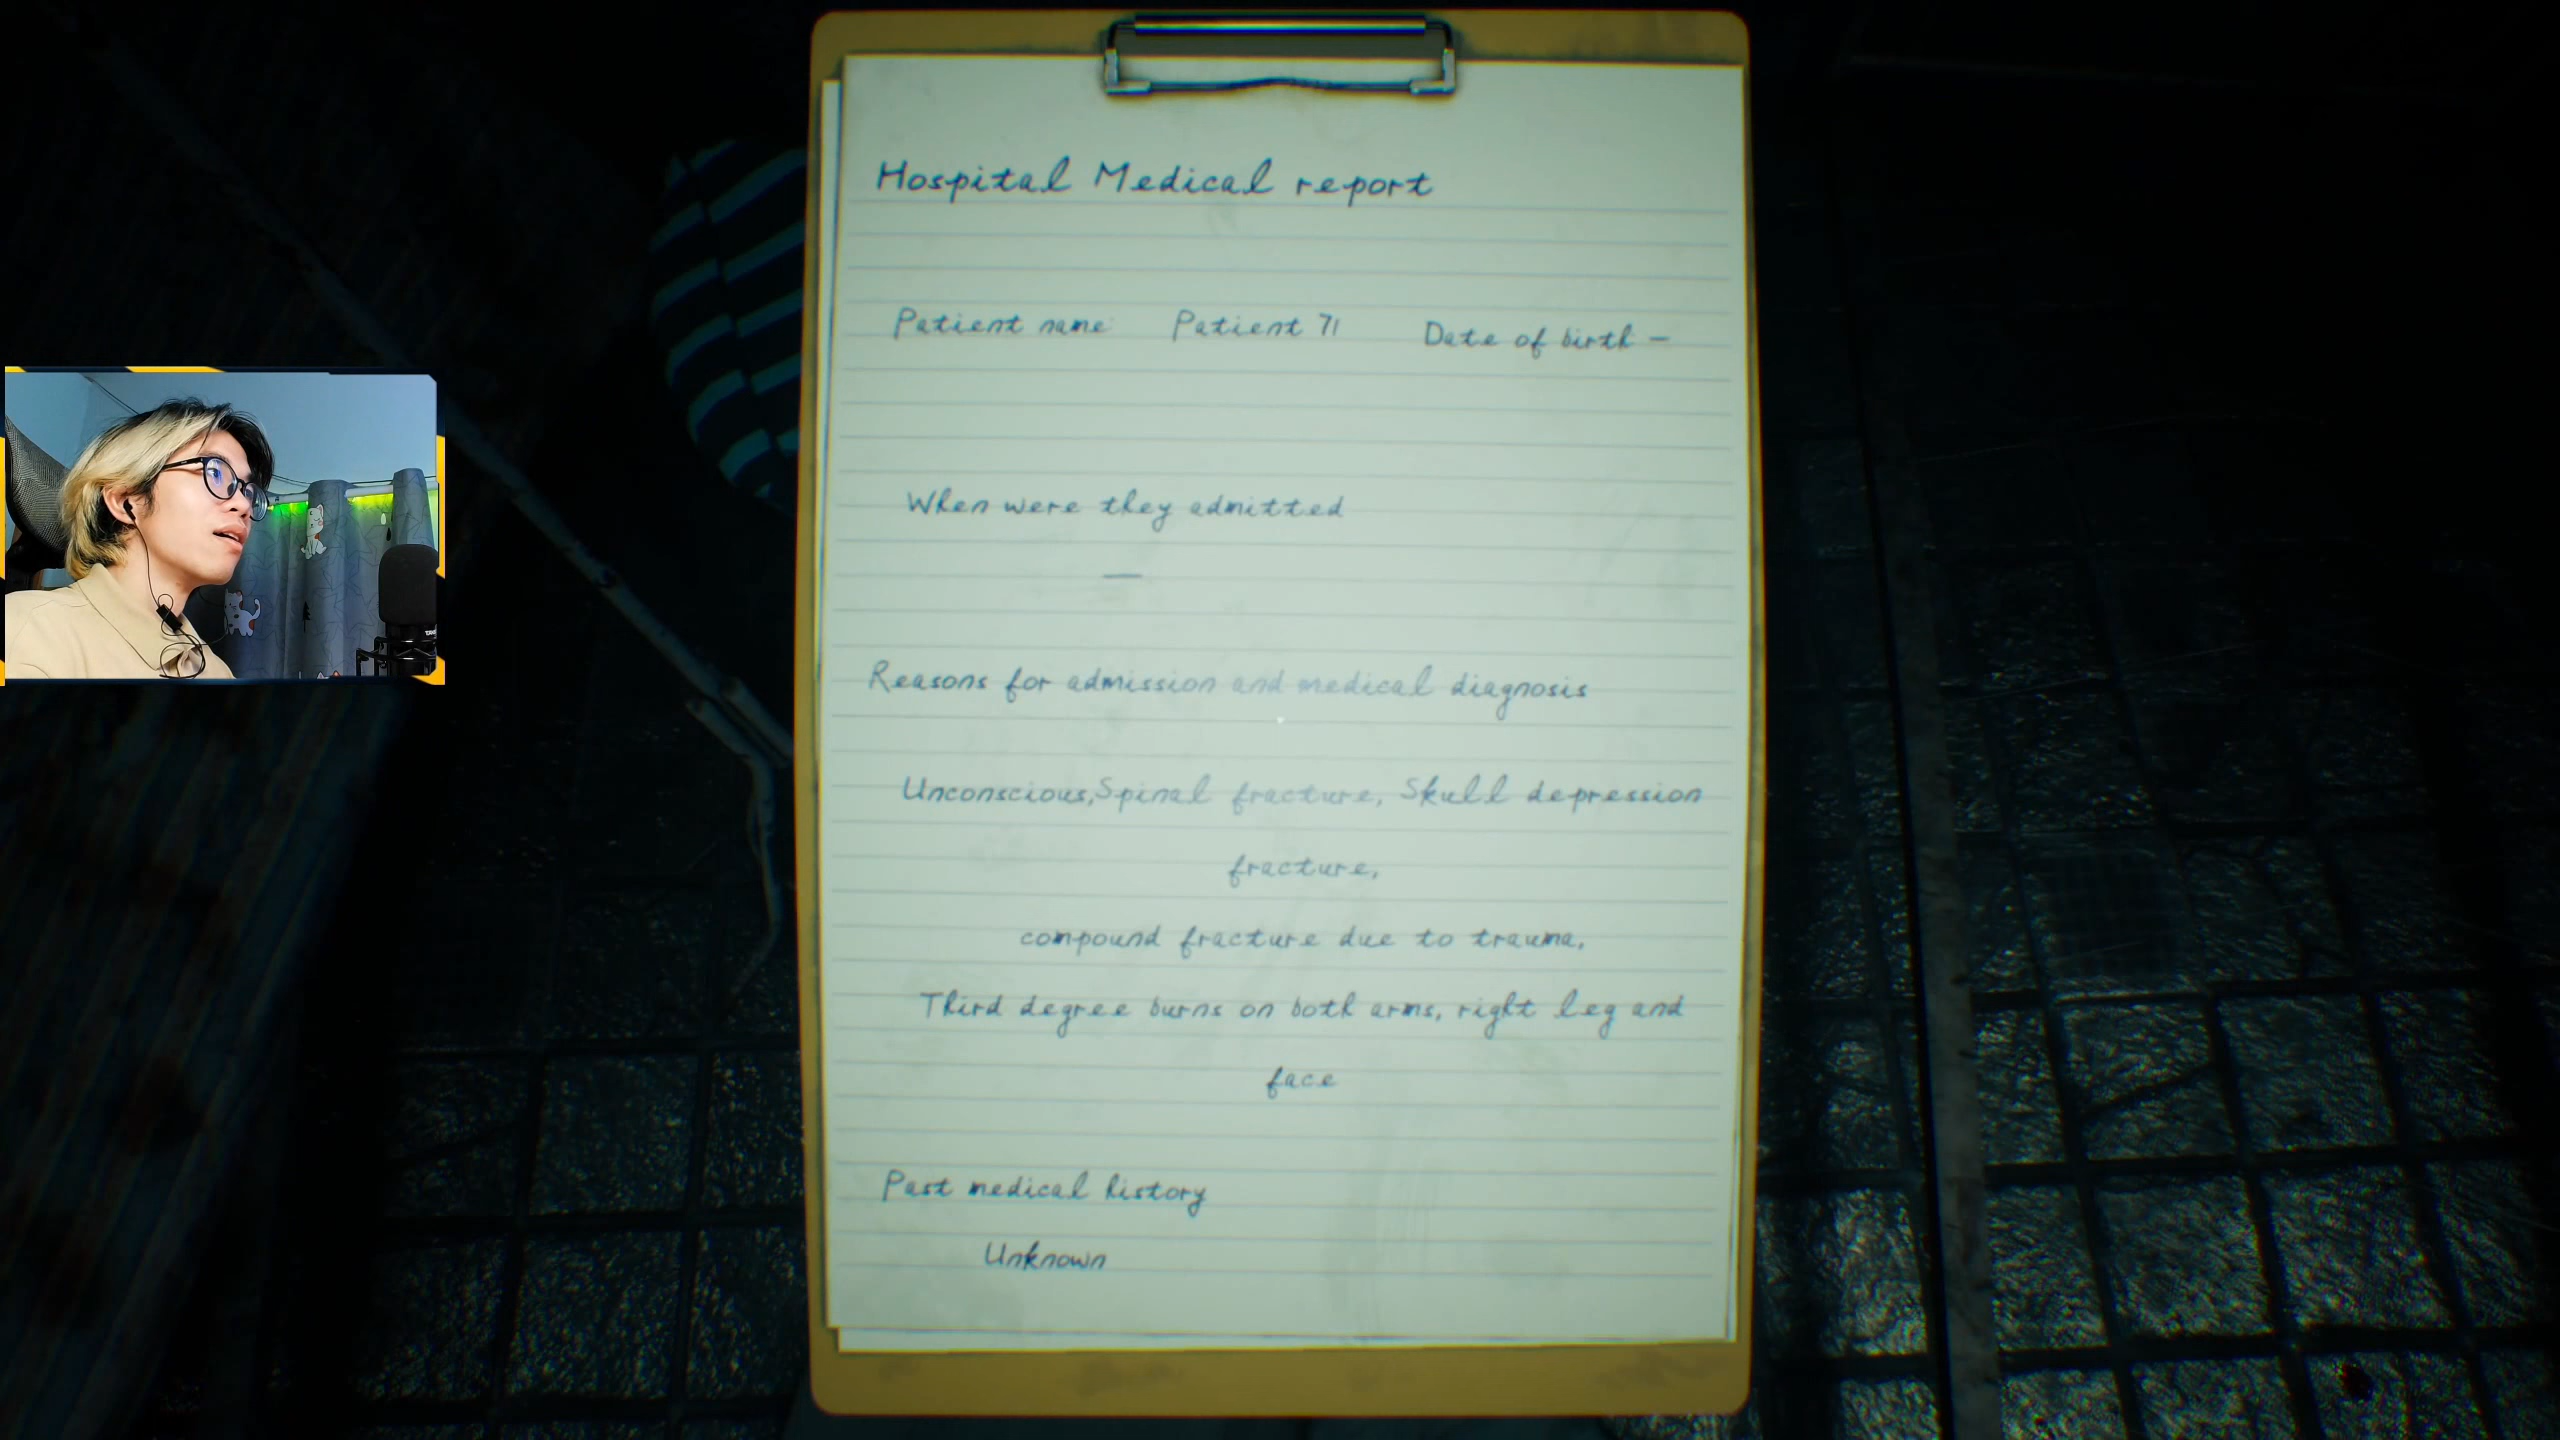 Hospital Medical report
Patient name Patient 71 Date of birth -
When were they admitted
—
Reasons for admission and medical diagnosis
Unconscious,Spinal fracture, Skull depression
fracture,
compound fracture due to trauma,
Third degree burns on both arms, right leg and
face
Past medical history
Unknown